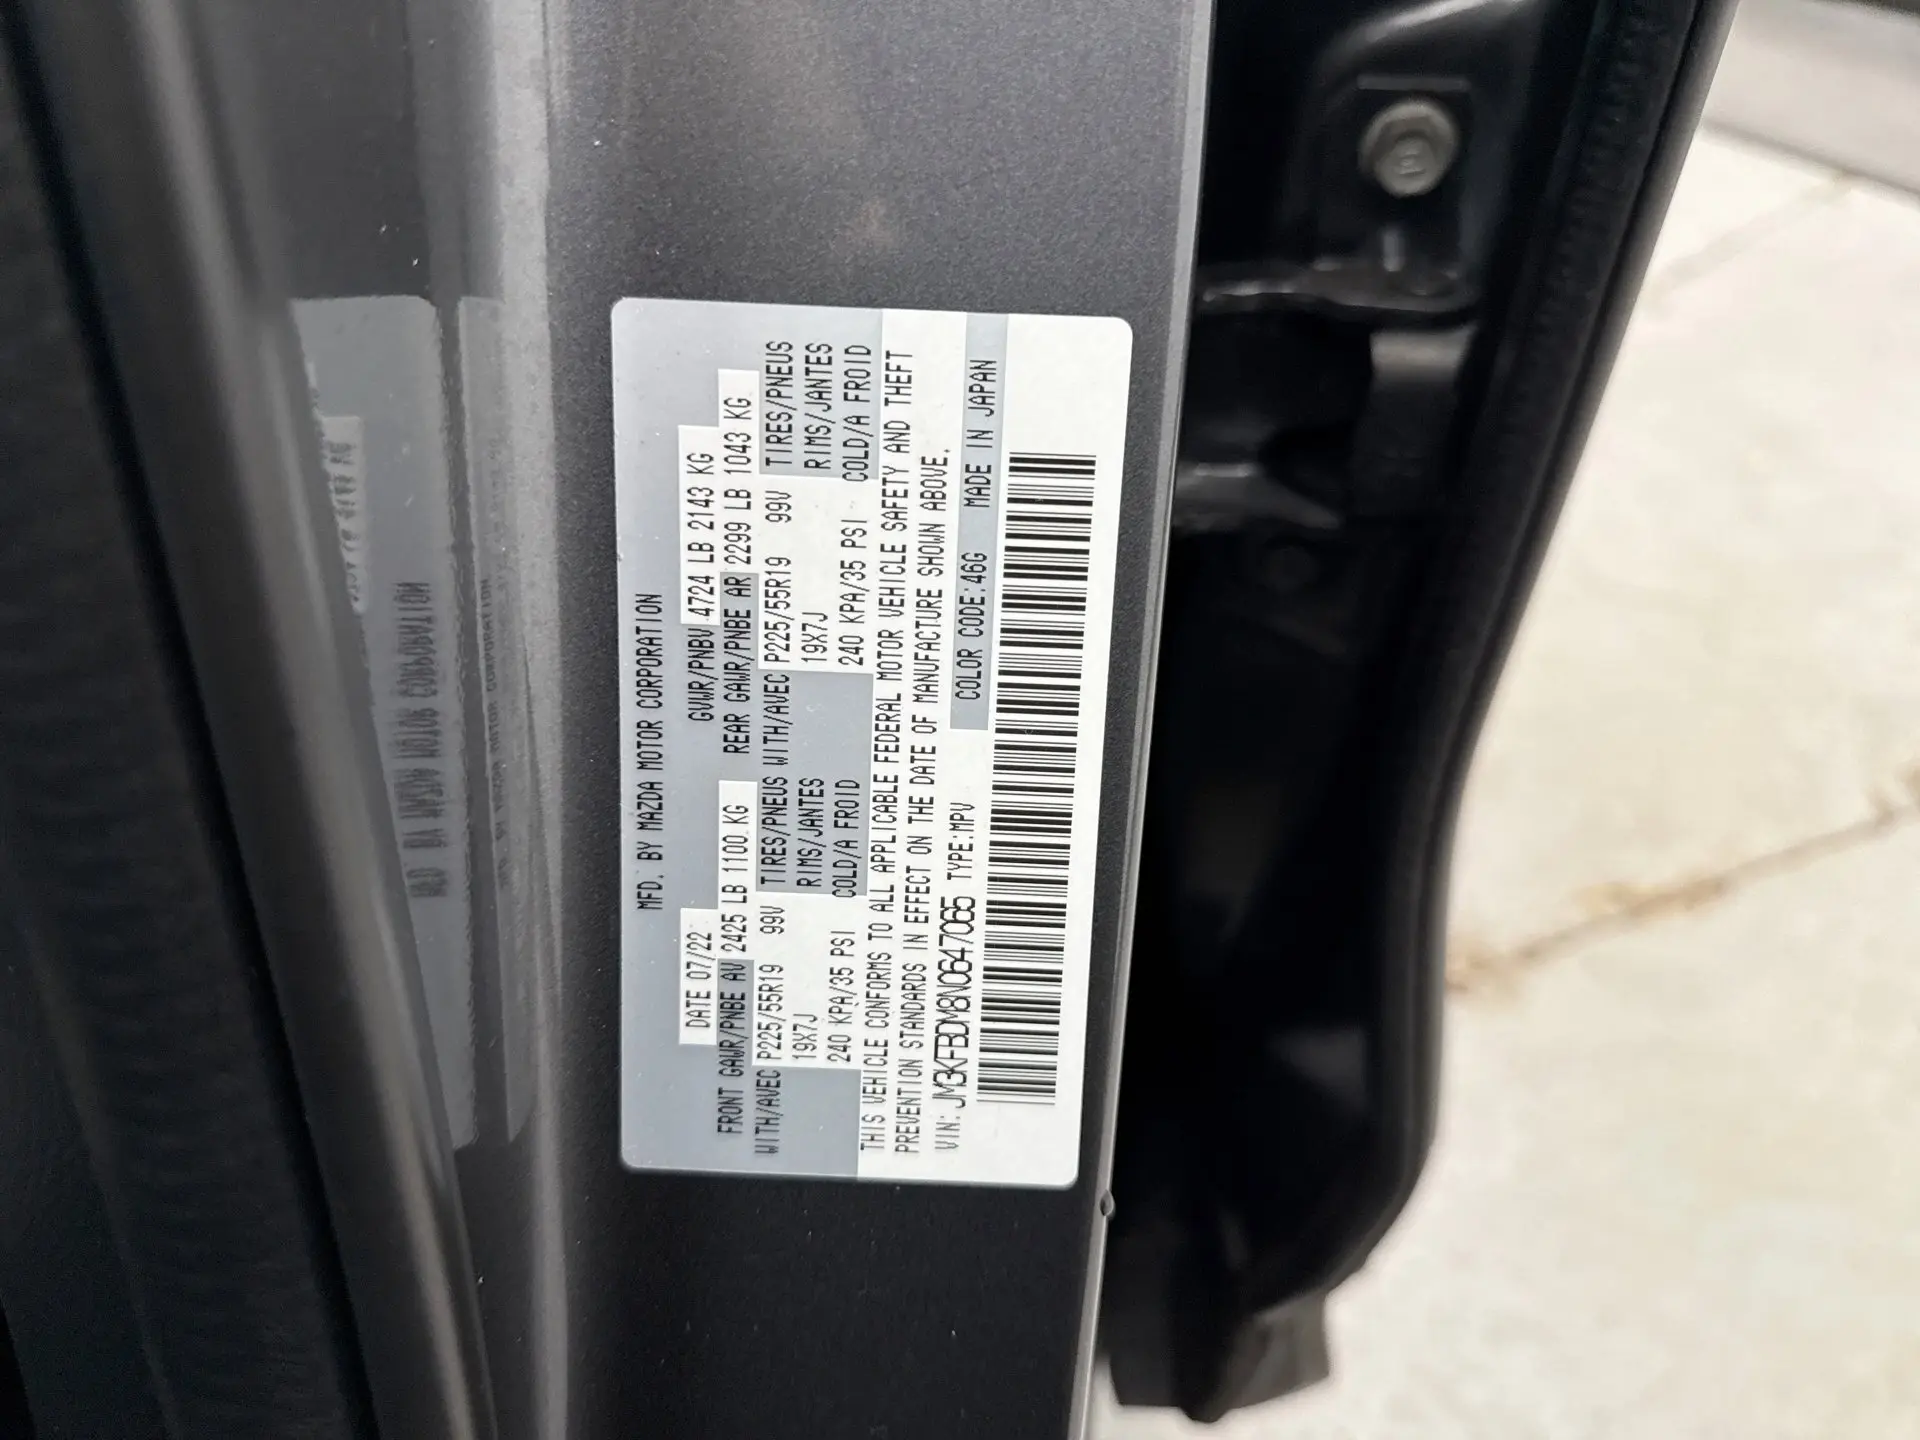 MFD. BY MAZDA MOTOR CORPORATION
DATE 07/22 GVWR/PNBV 4724 LB 2143 KG
FRONT GAWR/PNBE AV 2425 LB 1100 KG REAR GAWR/PNBE AR 2299 LB 1043 KG
WITH/AVEC P225/55R19 99V TIRES/PNEUS WITH/AVEC P225/55R19 99V TIRES/PNEUS
19X7J RIMS/JANTES 19X7J RIMS/JANTES
240 KPA/35 PSI COLD/A FROID 240 KPA/35 PSI COLD/A FROID
THIS VEHICLE CONFORMS TO ALL APPLICABLE FEDERAL MOTOR VEHICLE SAFETY AND THEFT
PREVENTION STANDARDS IN EFFECT ON THE DATE OF MANUFACTURE SHOWN ABOVE.
VIN: JM3KFBDM8N0647065 TYPE:MPV COLOR CODE:46G MADE IN JAPAN